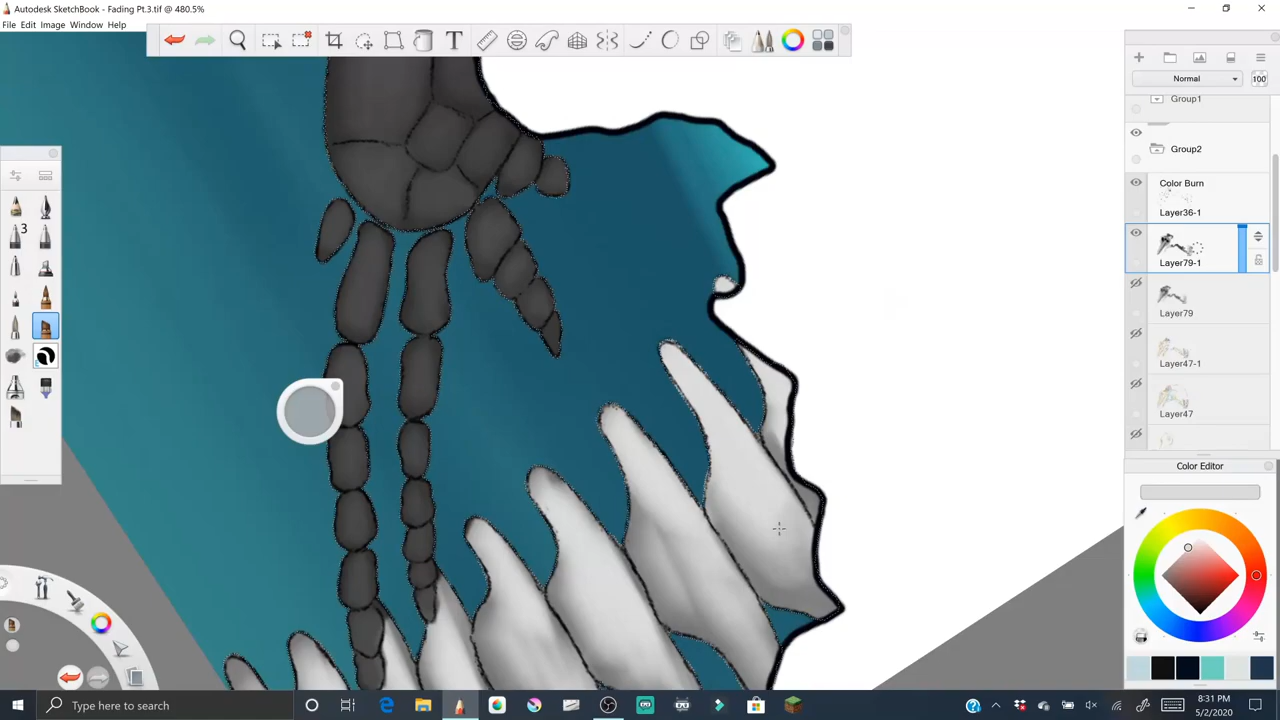 Autodesk SketchBook - Fading Pt.3.tif @ 480.5%
File Edit Image Window Help
T
Normal
100
Group1
Group2
Color Burn
Layer36-1
Layer79-1
Layer79
Layer47-1
Layer47
3
Color Editor
Type here to search
8:31 PM
5/2/2020